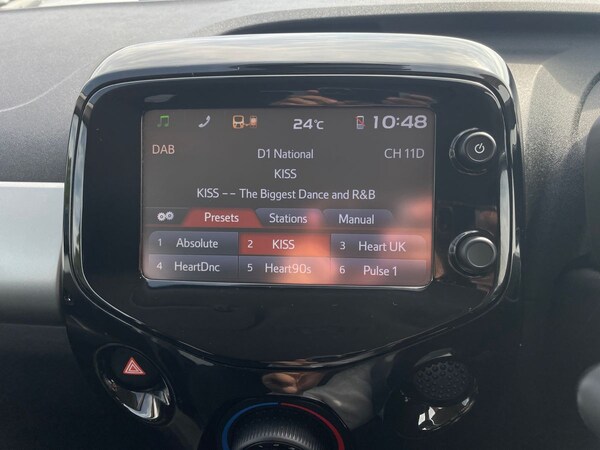 24°C 10:48
DAB D1 National CH 11D
KISS
KISS -- The Biggest Dance and R&B
Presets Stations Manual
1 Absolute 2 KISS 3 Heart UK
4 HeartDnc 5 Heart90s 6 Pulse 1